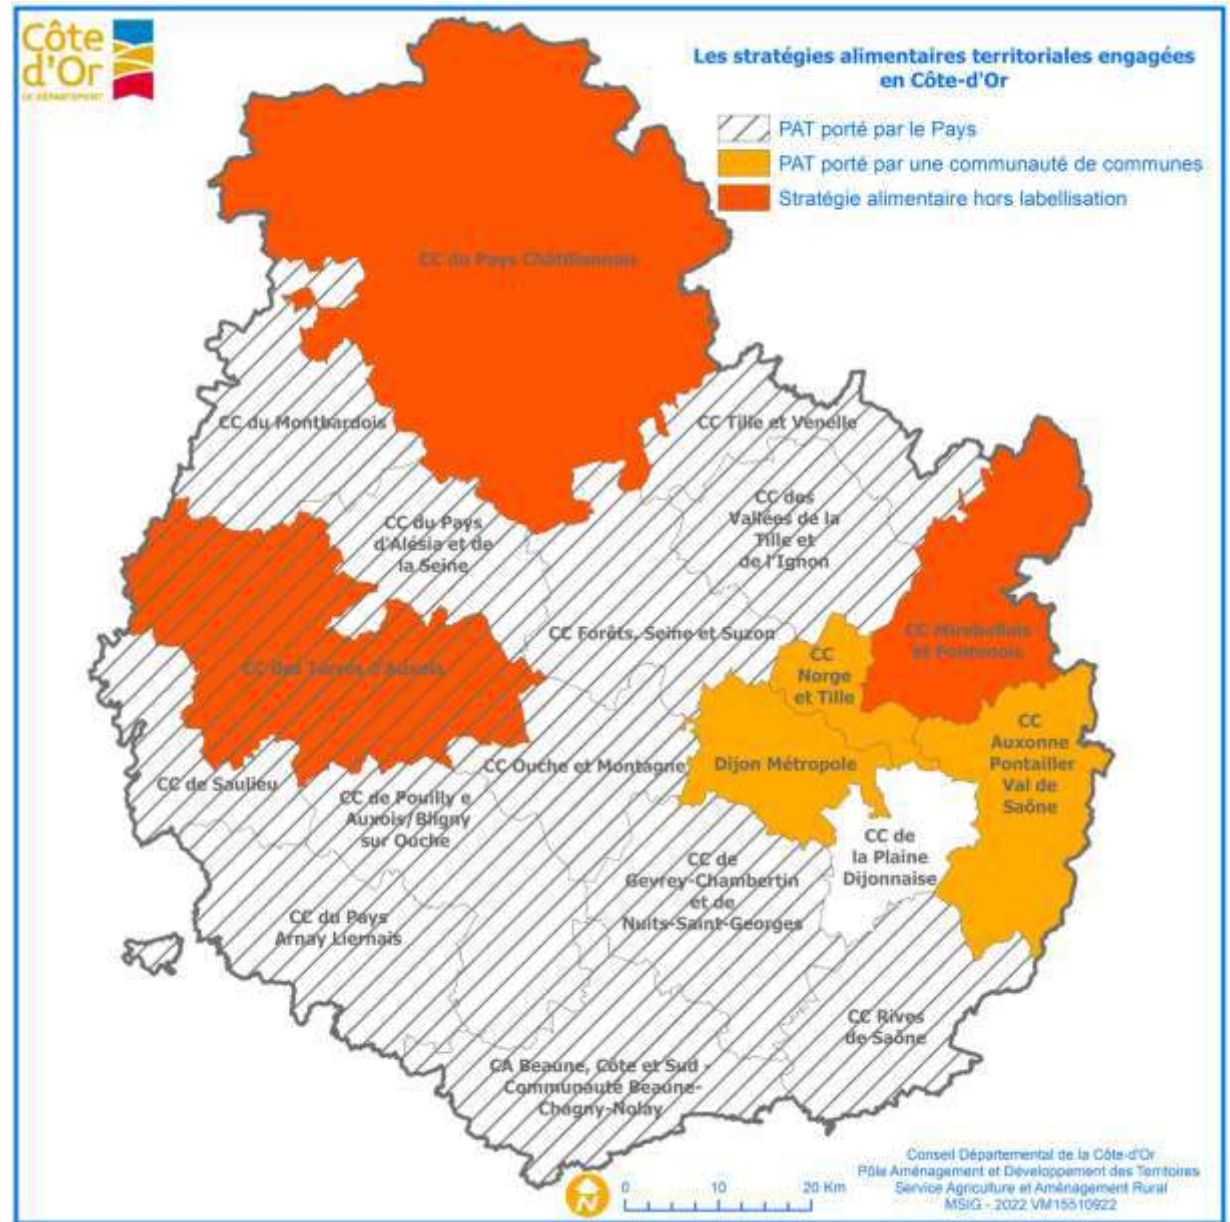 Côte
d'Or
LE DÉPARTEMENT
Les stratégies alimentaires territoriales engagées
en Côte-d'Or
PAT porté par le Pays
PAT porté par une communauté de communes
Stratégie alimentaire hors labellisation
CC du Pays Châtillonnais
CC du Montbardois
CC Tille et Venelle
CC du Pays
d'Alésia et de
la Seine
CC des
Vallées de la
Tille et
de l'Ignon
CC Forêts, Seine et Suzon
CC Mirebellois
et Fontenois
CC
Norge
et Tille
CC des Terres d'Auxois
CC
Auxonne
Pontailler
Val de
Saône
CC de Saulieu
CC Ouche et Montagne
Dijon Métropole
CC de Pouilly e
Auxois/Bligny
sur Ouche
CC de
la Plaine
Dijonnaise
CC de
Gevrey-Chambertin
et de
Nuits-Saint-Georges
CC du Pays
Arnay Liernais
CC Rives
de Saône
CA Beaune, Côte et Sud -
Communauté Beaune-
Chagny-Nolay
N
0 10 20 Km
Conseil Départemental de la Côte-d'Or
Pôle Aménagement et Développement des Territoires
Service Agriculture et Aménagement Rural
MSIG - 2022 VM15510922